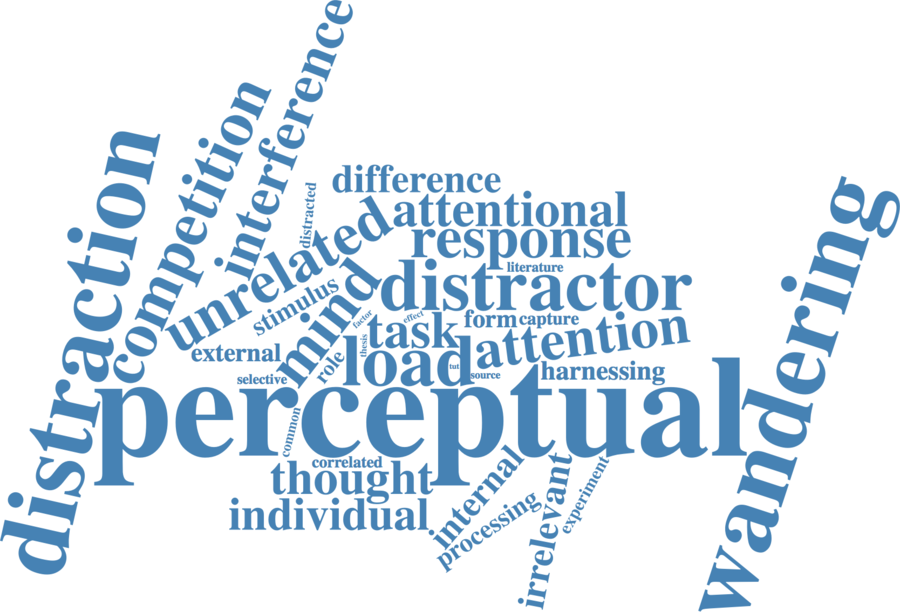 interference
competition
distraction
distracted
difference
unrelated
attentional
response
wandering
literature
distractor
stimulus
mind
factor
effect
task
form
capture
attention
external
thesis
role
load
tut
source
harnessing
selective
perceptual
common
correlated
thought
individual
internal
processing
irrelevant
experiment